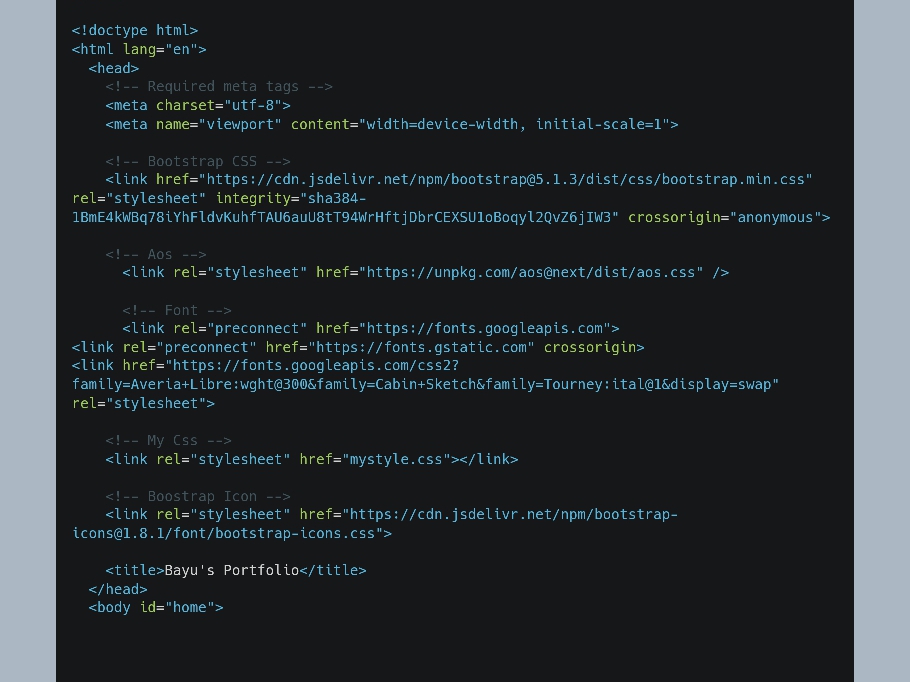 <!doctype html>
<html lang="en">
<head>
<!-- Required meta tags -->
<meta charset="utf-8">
<meta name="viewport" content="width=device-width, initial-scale=1">
<!-- Bootstrap CSS -->
<link href="https://cdn.jsdelivr.net/npm/bootstrap@5.1.3/dist/css/bootstrap.min.css"
rel="stylesheet" integrity="sha384-
1BmE4kWBq78iYhFldvKuhfTAU6auU8tT94WrHftjDbrCEXSU1oBoqyl2QvZ6jIW3" crossorigin="anonymous">
<!-- Aos -->
<link rel="stylesheet" href="https://unpkg.com/aos@next/dist/aos.css" />
<!-- Font -->
<link rel="preconnect" href="https://fonts.googleapis.com">
<link rel="preconnect" href="https://fonts.gstatic.com" crossorigin>
<link href="https://fonts.googleapis.com/css2?
family=Averia+Libre:wght@300&family=Cabin+Sketch&family=Tourney:ital@1&display=swap"
rel="stylesheet">
<!-- My Css -->
<link rel="stylesheet" href="mystyle.css"></link>
<!-- Boostrap Icon -->
<link rel="stylesheet" href="https://cdn.jsdelivr.net/npm/bootstrap-
icons@1.8.1/font/bootstrap-icons.css">
<title>Bayu's Portfolio</title>
</head>
<body id="home">